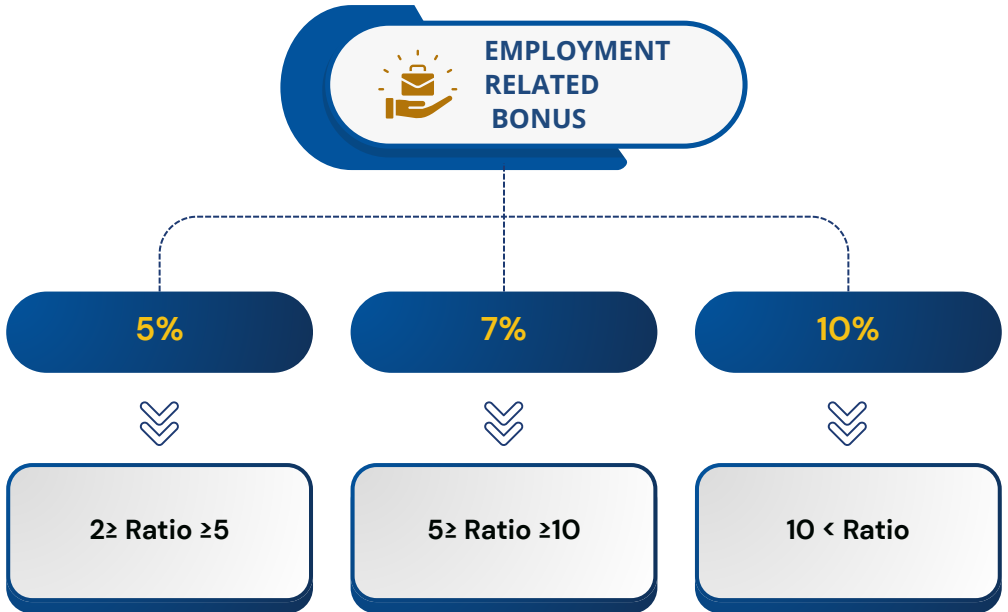 EMPLOYMENT
RELATED
BONUS
5%
7%
10%
2≥ Ratio ≥5
5≥ Ratio ≥10
10 < Ratio